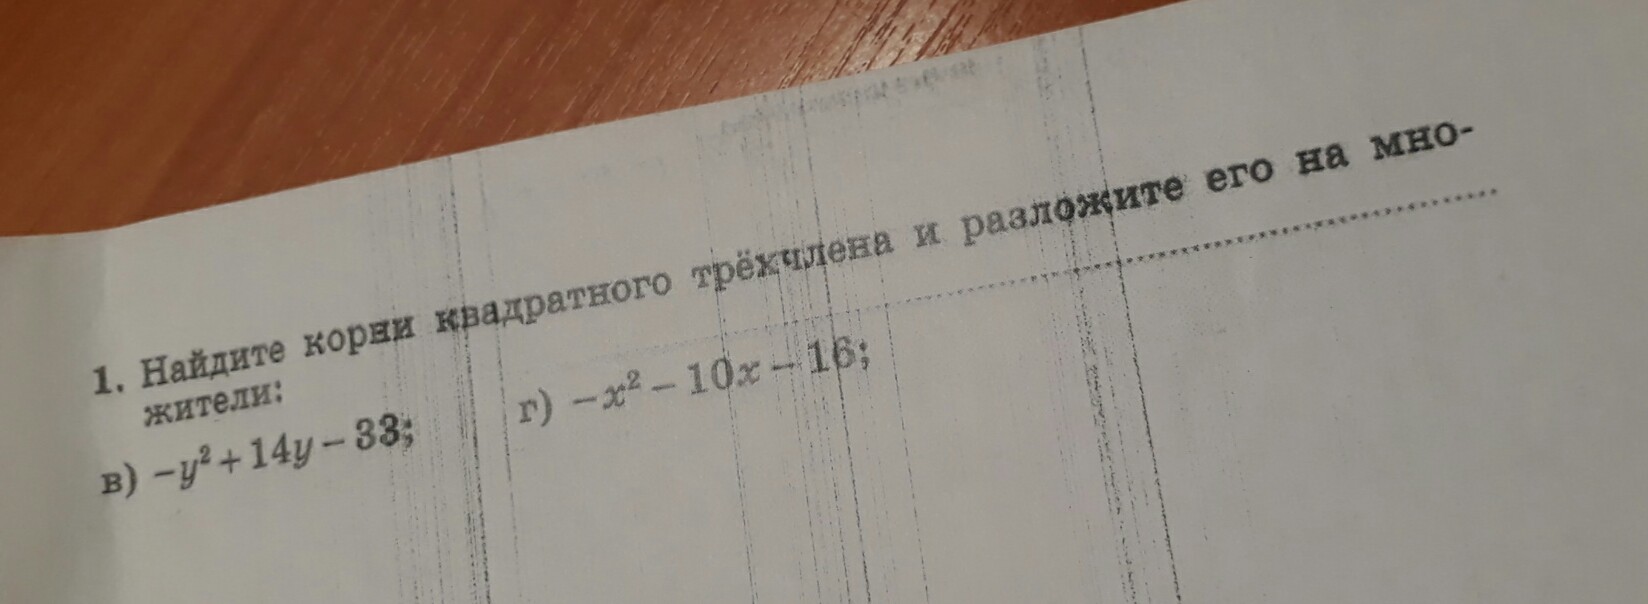 1. Найдите корни квадратного трёхчлена и разложите его на мно-
жители:
в) −y² + 14y − 33; г) −x² − 10x − 16;